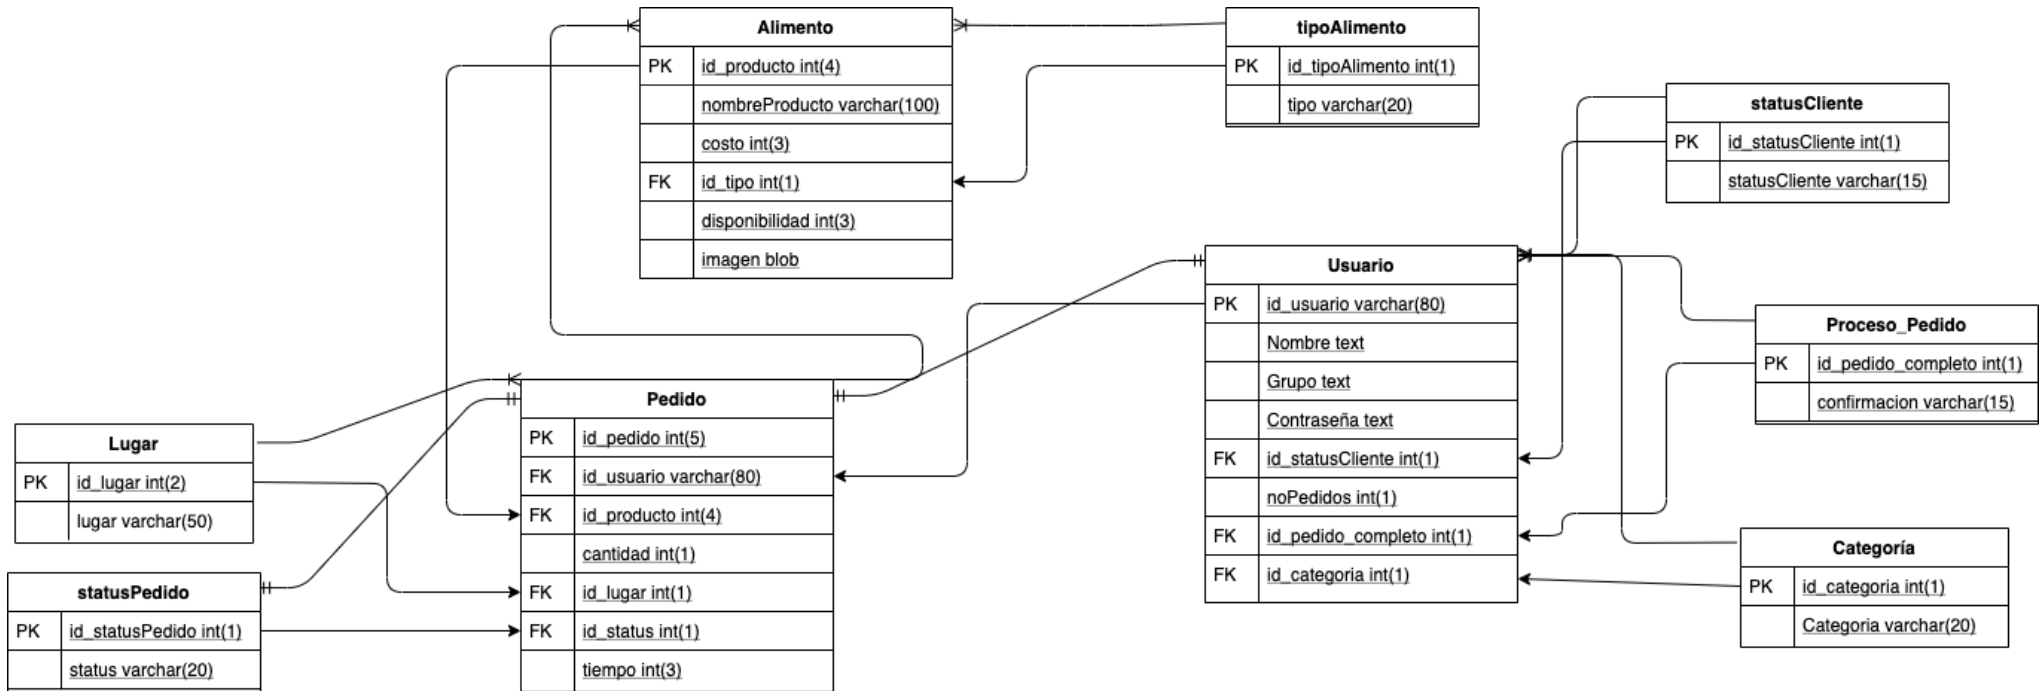 Alimento
PK id_producto int(4)
nombreProducto varchar(100)
costo int(3)
FK id_tipo int(1)
disponibilidad int(3)
imagen blob
tipoAlimento
PK id_tipoAlimento int(1)
tipo varchar(20)
statusCliente
PK id_statusCliente int(1)
statusCliente varchar(15)
Usuario
PK id_usuario varchar(80)
Nombre text
Grupo text
Contraseña text
FK id_statusCliente int(1)
noPedidos int(1)
FK id_pedido_completo int(1)
FK id_categoria int(1)
Proceso_Pedido
PK id_pedido_completo int(1)
confirmacion varchar(15)
Pedido
PK id_pedido int(5)
FK id_usuario varchar(80)
FK id_producto int(4)
cantidad int(1)
FK id_lugar int(1)
FK id_status int(1)
tiempo int(3)
Lugar
PK id_lugar int(2)
lugar varchar(50)
statusPedido
PK id_statusPedido int(1)
status varchar(20)
Categoría
PK id_categoria int(1)
Categoria varchar(20)